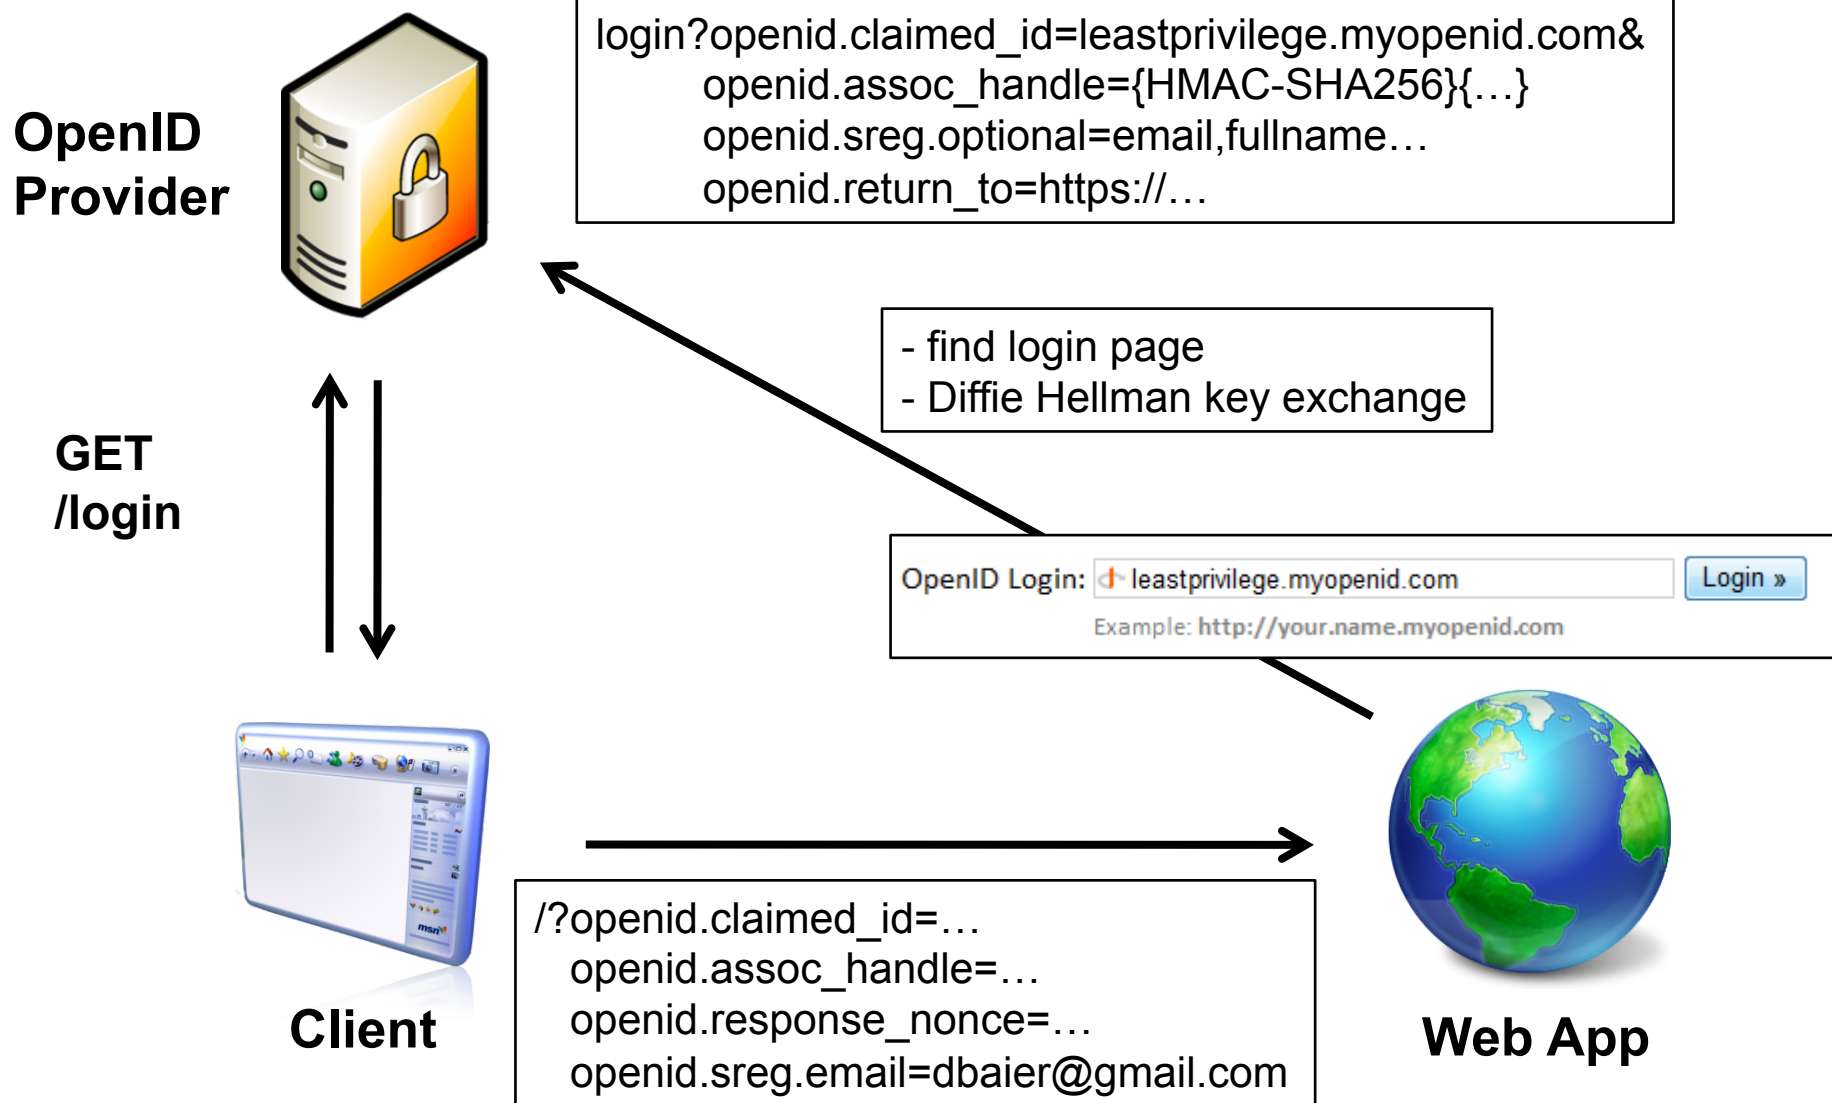 login?openid.claimed_id=leastprivilege.myopenid.com&
openid.assoc_handle={HMAC-SHA256}{…}
openid.sreg.optional=email,fullname…
openid.return_to=https://…
OpenID
Provider
- find login page
- Diffie Hellman key exchange
GET
/login
OpenID Login: leastprivilege.myopenid.com Login »
Example: http://your.name.myopenid.com
msn
/?openid.claimed_id=…
openid.assoc_handle=…
openid.response_nonce=…
openid.sreg.email=dbaier@gmail.com
Client
Web App